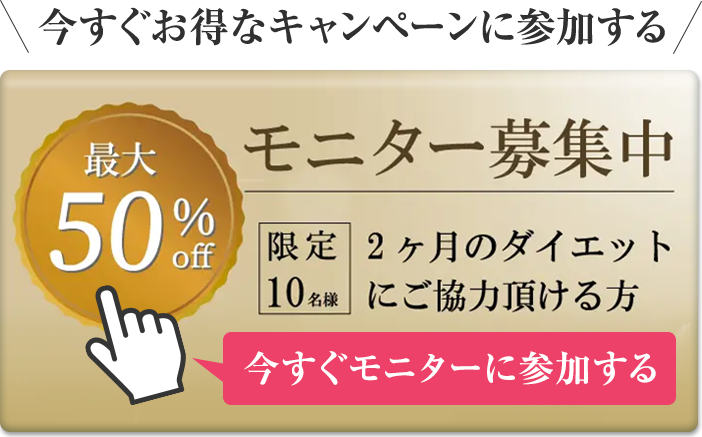 今すぐお得なキャンペーンに参加する
最大
50%off
モニター募集中
限定
10名様
2ヶ月のダイエット
にご協力頂ける方
今すぐモニターに参加する